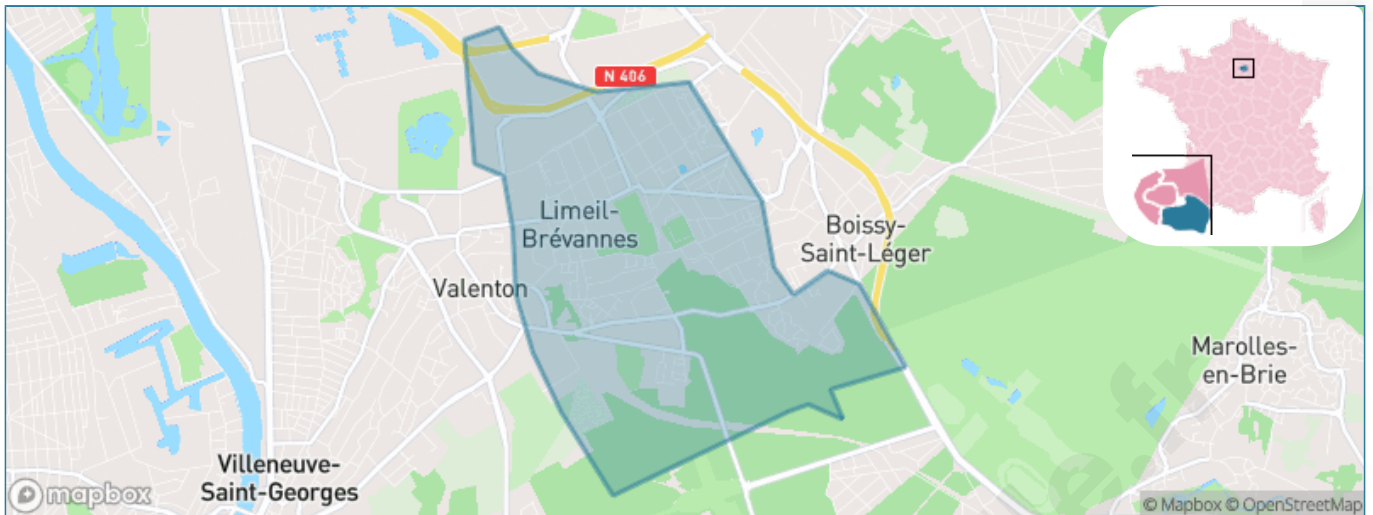 N 406
Limeil-
Brévannes
Boissy-
Saint-Léger
Valenton
Marolles-
en-Brie
Villeneuve-
Saint-Georges
mapbox
© Mapbox © OpenStreetMap